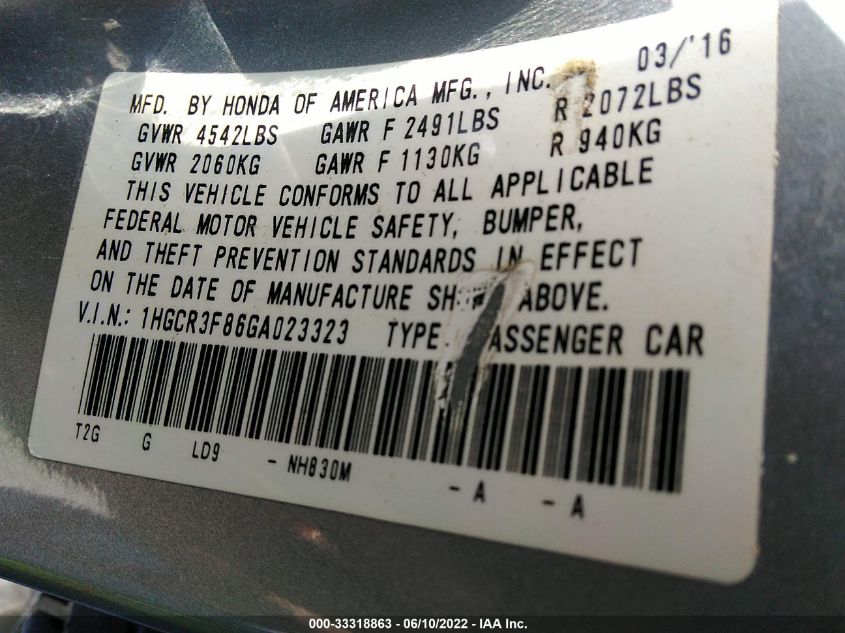 03/'16
MFD. BY HONDA OF AMERICA MFG., INC.
GVWR 4542LBS GAWR F 2491LBS R 2072LBS
GVWR 2060KG GAWR F 1130KG R 940KG
THIS VEHICLE CONFORMS TO ALL APPLICABLE
FEDERAL MOTOR VEHICLE SAFETY, BUMPER,
AND THEFT PREVENTION STANDARDS IN EFFECT
ON THE DATE OF MANUFACTURE ABOVE.
V.I.N.: 1HGCR3F86GA023323 TYPE ASSENGER CAR
T2G G LD9 - NH830M - A - A
000-33318863 - 06/10/2022 - IAA Inc.